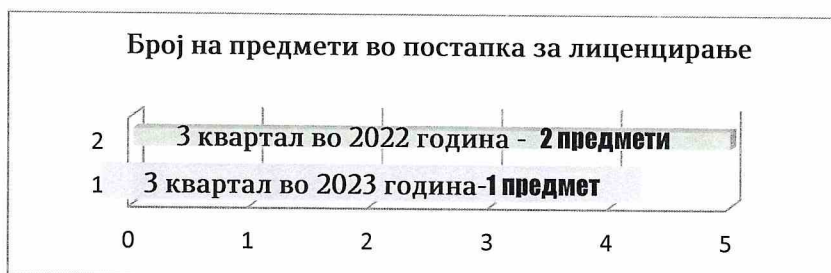 Број на предмети во постапка за лиценцирање
2 3 квартал во 2022 година - 2 предмети
1 3 квартал во 2023 година-1 предмет
0 1 2 3 4 5